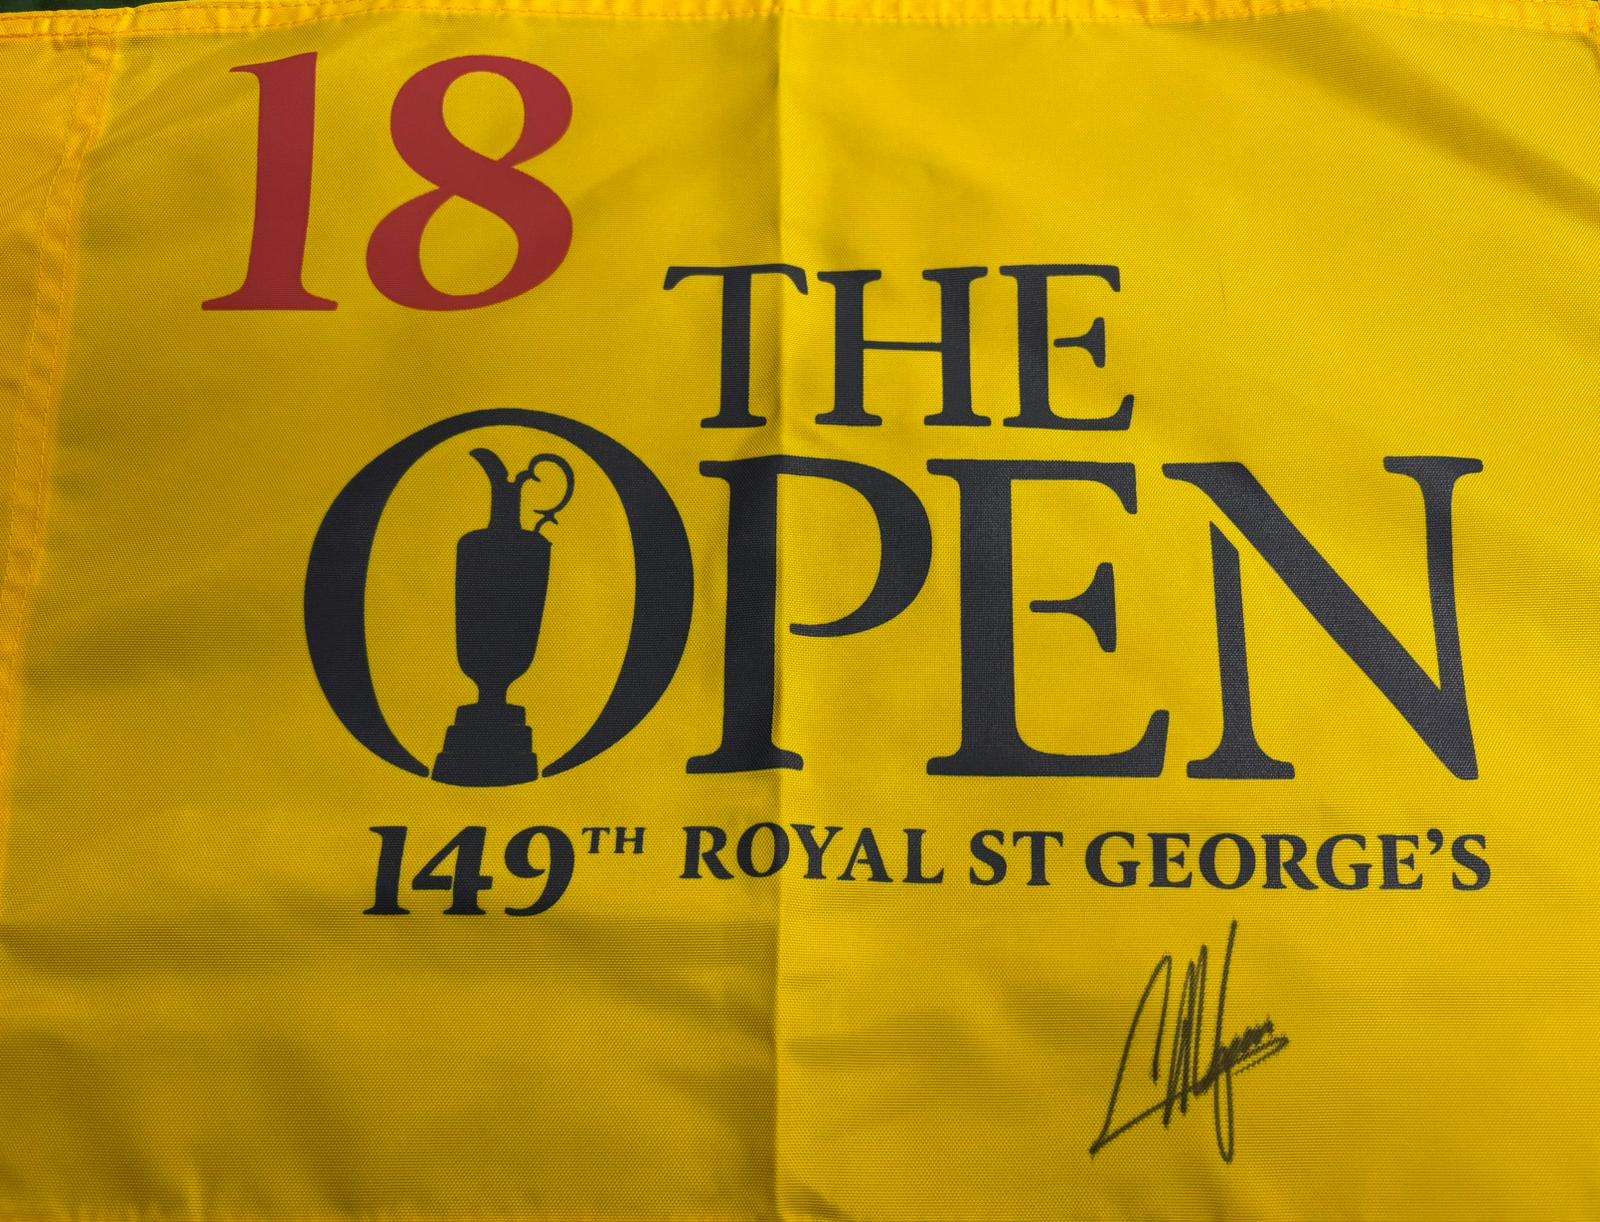 18
THE
OPEN
149TH ROYAL ST GEORGE'S